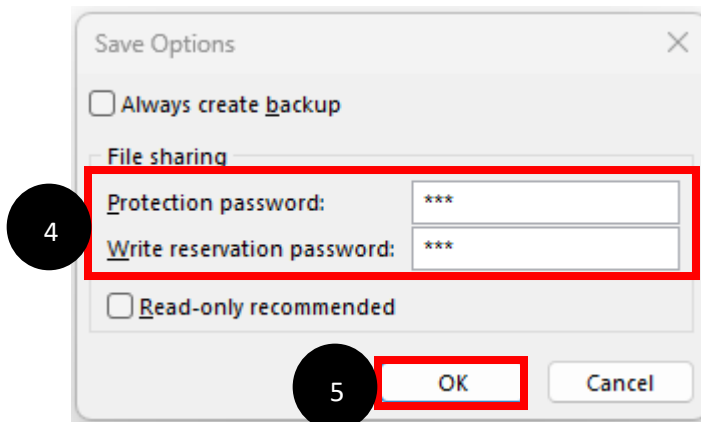 Save Options
Always create backup
File sharing
Protection password: ***
4
Write reservation password: ***
Read-only recommended
5 OK Cancel